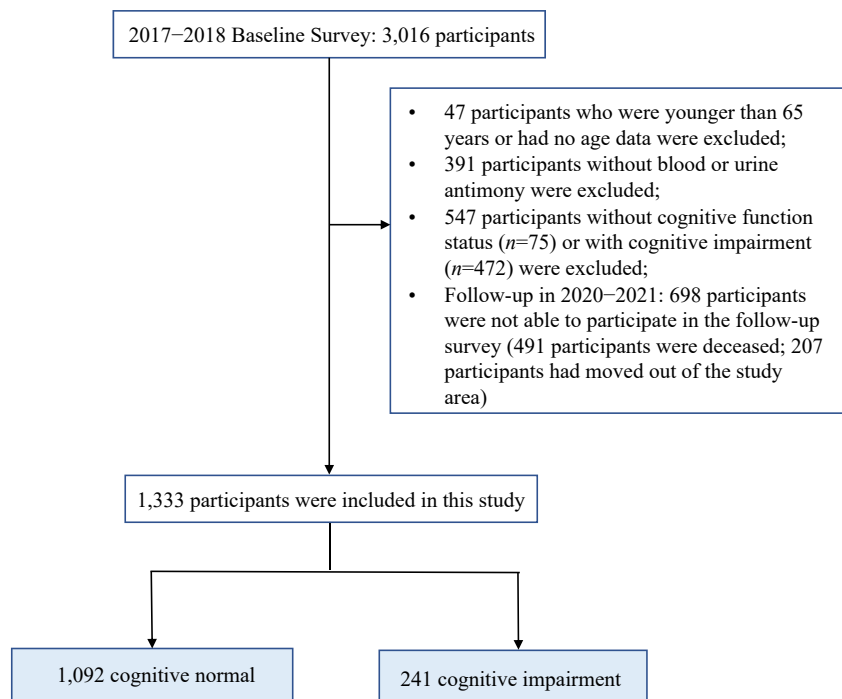 2017−2018 Baseline Survey: 3,016 participants
• 47 participants who were younger than 65
years or had no age data were excluded;
• 391 participants without blood or urine
antimony were excluded;
• 547 participants without cognitive function
status (n=75) or with cognitive impairment
(n=472) were excluded;
• Follow-up in 2020−2021: 698 participants
were not able to participate in the follow-up
survey (491 participants were deceased; 207
participants had moved out of the study
area)
1,333 participants were included in this study
1,092 cognitive normal
241 cognitive impairment